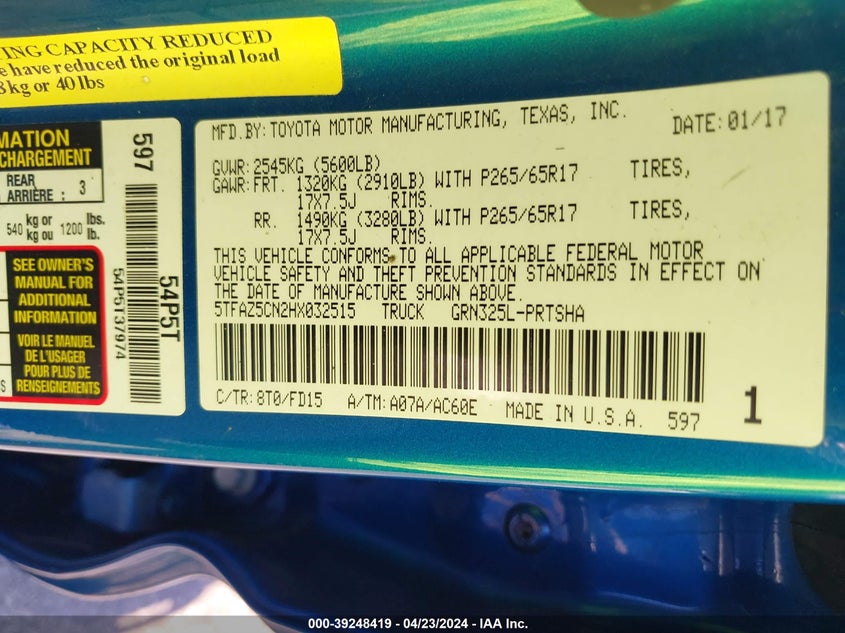 TING CAPACITY REDUCED
e have reduced the original load
kg or 40 lbs
MATION
CHARGEMENT
REAR
ARRIÈRE : 3
540 kg or kg ou 1200 lbs. lb.
SEE OWNER'S
MANUAL FOR
ADDITIONAL
INFORMATION
VOIR LE MANUEL
DE L'USAGER
POUR PLUS DE
RENSEIGNEMENTS
597
54P5T37974
54P5T
MFD.BY:TOYOTA MOTOR MANUFACTURING, TEXAS, INC. DATE:01/17
GVWR:2545KG (5600LB)
GAWR:FRT. 1320KG (2910LB) WITH P265/65R17 TIRES,
17X7.5J RIMS.
RR. 1490KG (3280LB) WITH P265/65R17 TIRES,
17X7.5J RIMS.
THIS VEHICLE CONFORMS TO ALL APPLICABLE FEDERAL MOTOR
VEHICLE SAFETY AND THEFT PREVENTION STANDARDS IN EFFECT ON
THE DATE OF MANUFACTURE SHOWN ABOVE.
5TFAZ5CN2HX032515 TRUCK GRN325L-PRTSHA
C/TR:8T0/FD15 A/TM:A07A/AC60E MADE IN U.S.A. 597 1
000-39248419 - 04/23/2024 - IAA Inc.